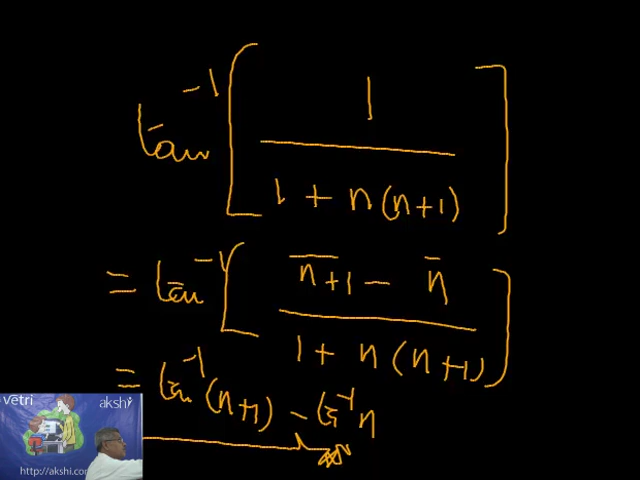 tan⁻¹ [ 1 / (1 + n(n+1)) ]
= tan⁻¹ [ (n+1 − n) / (1 + n(n+1)) ]
= tan⁻¹ (n+1) − tan⁻¹ n
vetri akshi
http://akshi.com